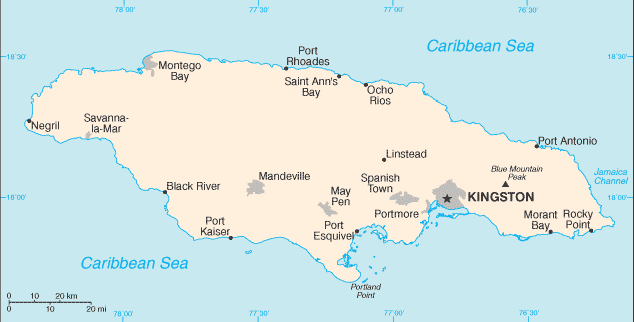 78°00'
77°30'
77°00'
76°30'
Caribbean Sea
18°30'
18°30'
Port
Rhoades
Montego
Bay
Saint Ann's
Bay
Ocho
Rios
Negril
Savanna-
la-Mar
Port Antonio
Linstead
Blue Mountain
Peak
Jamaica
Channel
Mandeville
Spanish
Town
Black River
May
Pen
KINGSTON
18°00'
18°00'
Portmore
Port
Kaiser
Port
Esquivel
Morant
Bay
Rocky
Point
Caribbean Sea
Portland
Point
0 10 20 km
0 10 20 mi
78°00'
77°30'
77°00'
76°30'